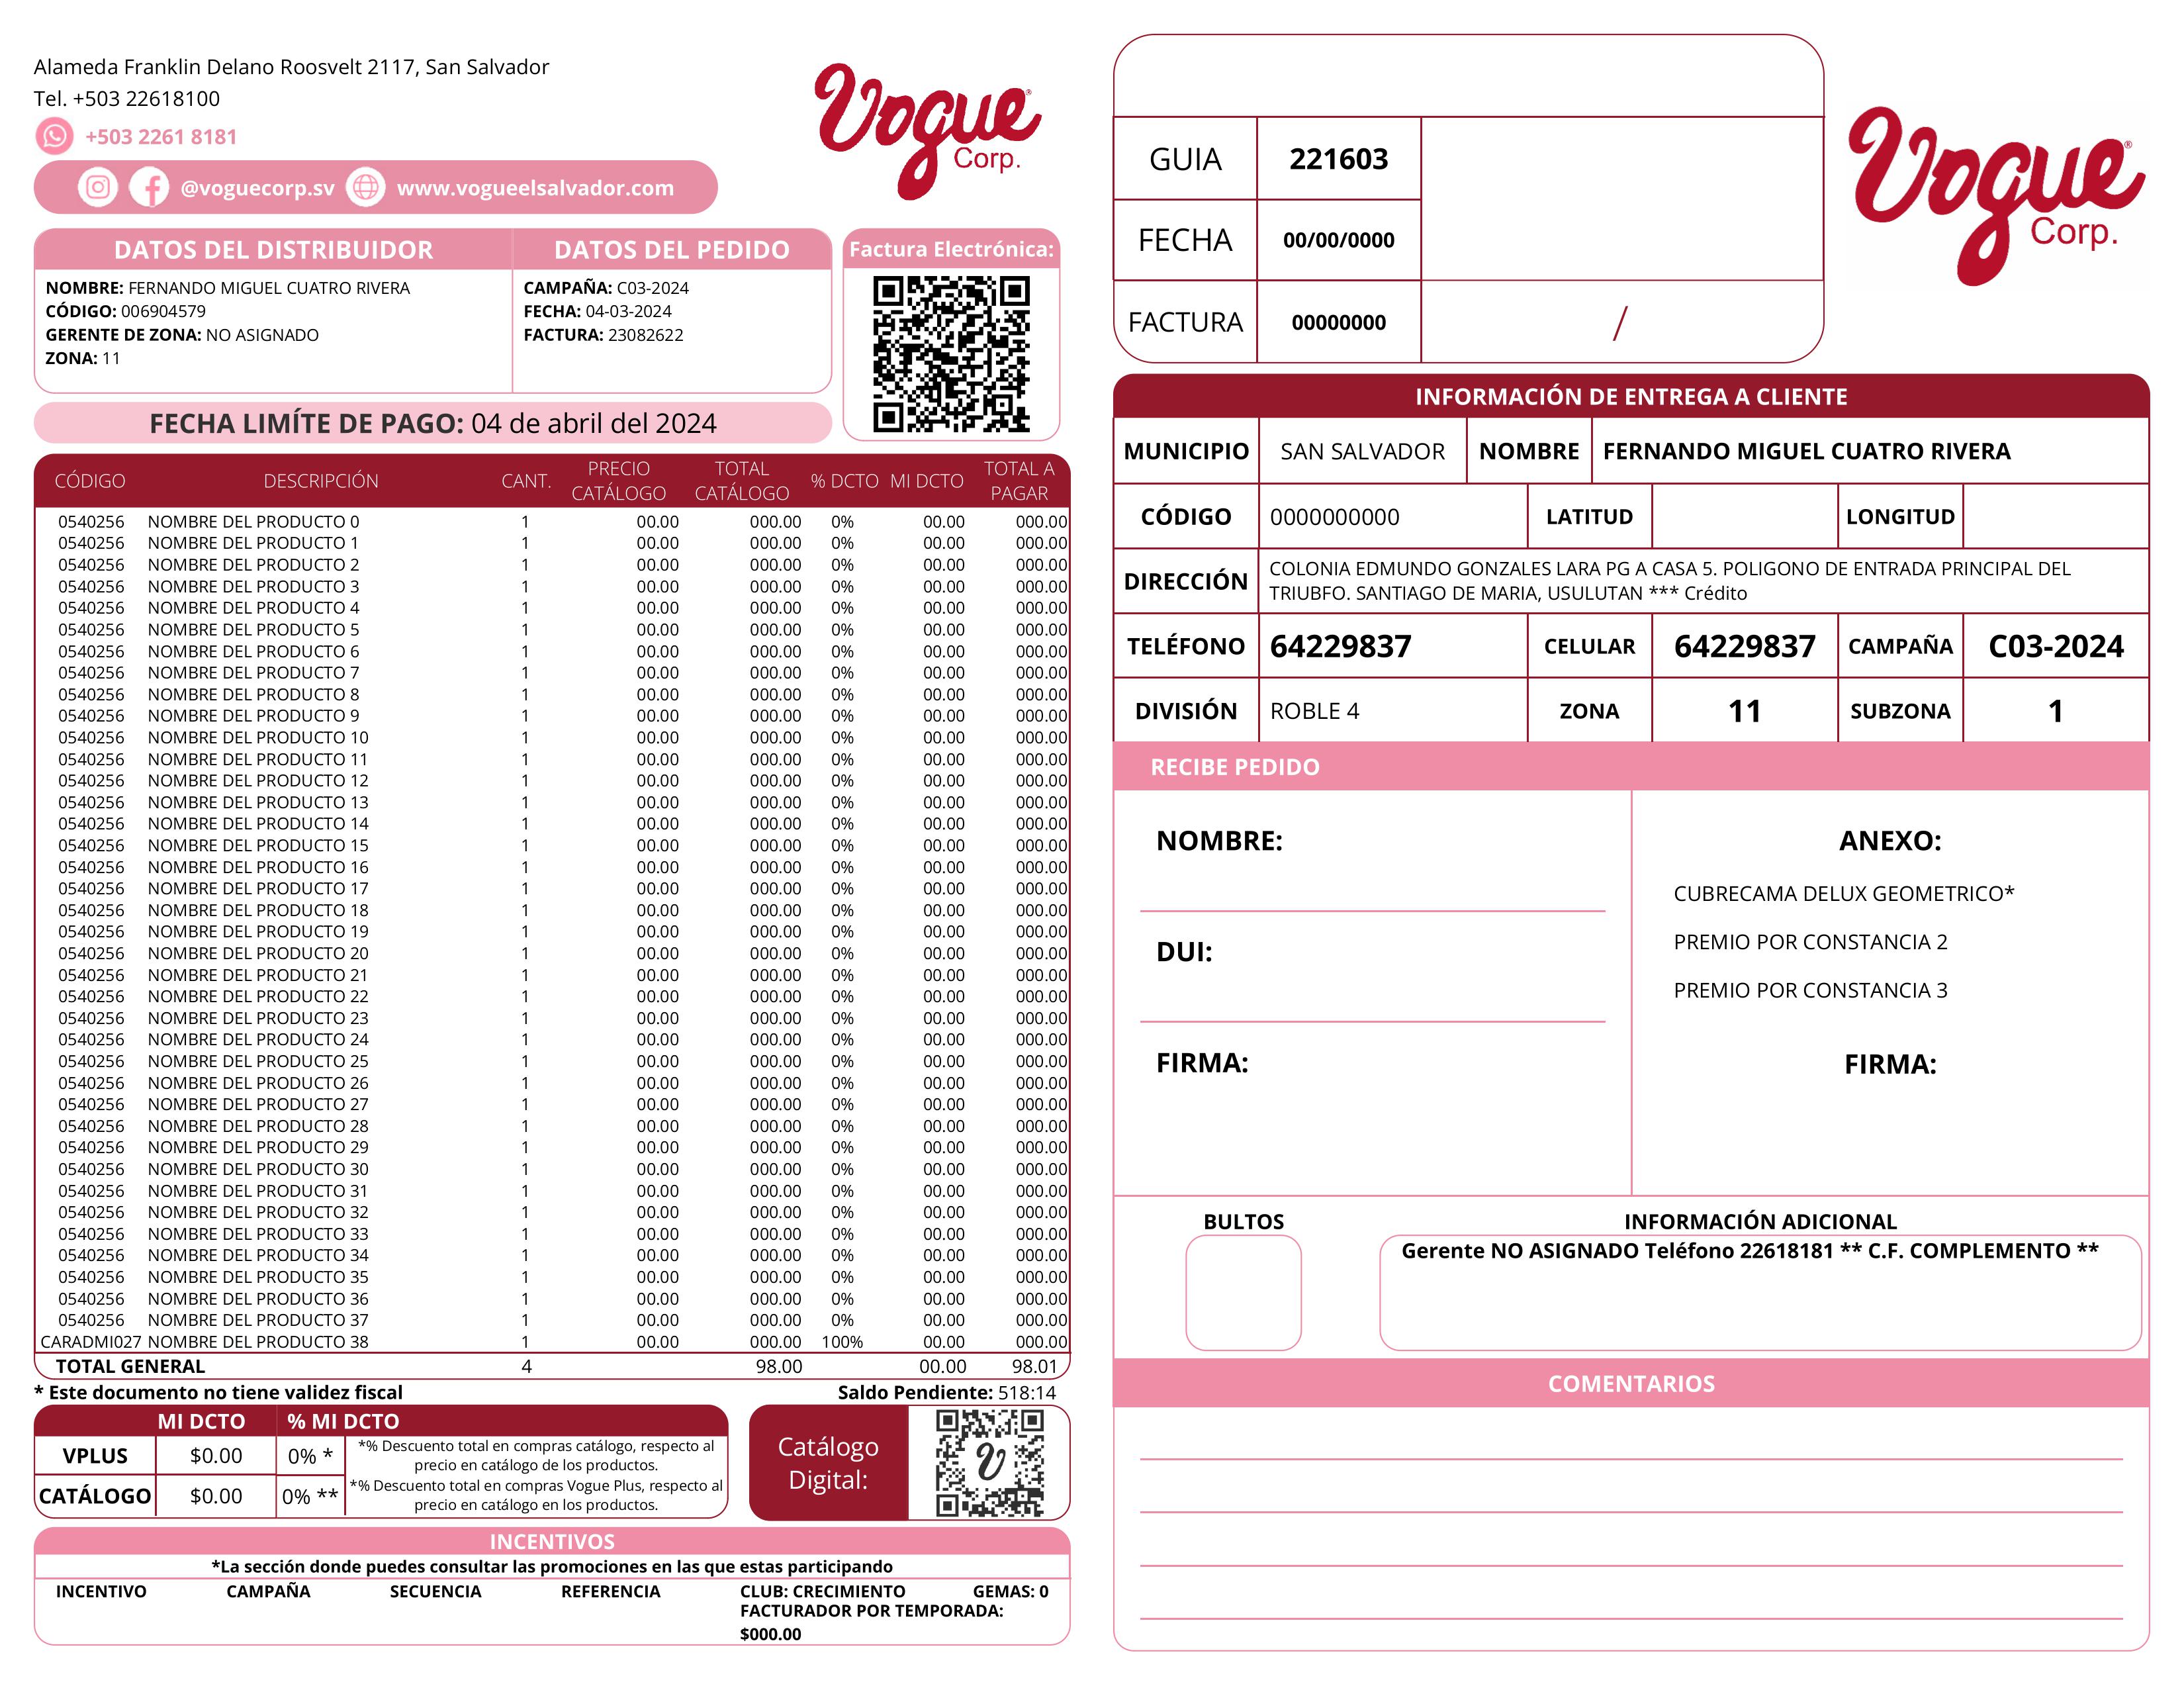 Alameda Franklin Delano Roosvelt 2117, San Salvador
Tel. +503 22618100
+503 2261 8181
@voguecorp.sv www.vogueelsalvador.com
Vogue® Corp.
DATOS DEL DISTRIBUIDOR DATOS DEL PEDIDO Factura Electrónica:
NOMBRE: FERNANDO MIGUEL CUATRO RIVERA CAMPAÑA: C03-2024
CÓDIGO: 006904579 FECHA: 04-03-2024
GERENTE DE ZONA: NO ASIGNADO FACTURA: 23082622
ZONA: 11
FECHA LIMÍTE DE PAGO: 04 de abril del 2024
CÓDIGO DESCRIPCIÓN CANT. PRECIO CATÁLOGO TOTAL CATÁLOGO % DCTO MI DCTO TOTAL A PAGAR
0540256 NOMBRE DEL PRODUCTO 0 1 00.00 000.00 0% 00.00 000.00
0540256 NOMBRE DEL PRODUCTO 1 1 00.00 000.00 0% 00.00 000.00
0540256 NOMBRE DEL PRODUCTO 2 1 00.00 000.00 0% 00.00 000.00
0540256 NOMBRE DEL PRODUCTO 3 1 00.00 000.00 0% 00.00 000.00
0540256 NOMBRE DEL PRODUCTO 4 1 00.00 000.00 0% 00.00 000.00
0540256 NOMBRE DEL PRODUCTO 5 1 00.00 000.00 0% 00.00 000.00
0540256 NOMBRE DEL PRODUCTO 6 1 00.00 000.00 0% 00.00 000.00
0540256 NOMBRE DEL PRODUCTO 7 1 00.00 000.00 0% 00.00 000.00
0540256 NOMBRE DEL PRODUCTO 8 1 00.00 000.00 0% 00.00 000.00
0540256 NOMBRE DEL PRODUCTO 9 1 00.00 000.00 0% 00.00 000.00
0540256 NOMBRE DEL PRODUCTO 10 1 00.00 000.00 0% 00.00 000.00
0540256 NOMBRE DEL PRODUCTO 11 1 00.00 000.00 0% 00.00 000.00
0540256 NOMBRE DEL PRODUCTO 12 1 00.00 000.00 0% 00.00 000.00
0540256 NOMBRE DEL PRODUCTO 13 1 00.00 000.00 0% 00.00 000.00
0540256 NOMBRE DEL PRODUCTO 14 1 00.00 000.00 0% 00.00 000.00
0540256 NOMBRE DEL PRODUCTO 15 1 00.00 000.00 0% 00.00 000.00
0540256 NOMBRE DEL PRODUCTO 16 1 00.00 000.00 0% 00.00 000.00
0540256 NOMBRE DEL PRODUCTO 17 1 00.00 000.00 0% 00.00 000.00
0540256 NOMBRE DEL PRODUCTO 18 1 00.00 000.00 0% 00.00 000.00
0540256 NOMBRE DEL PRODUCTO 19 1 00.00 000.00 0% 00.00 000.00
0540256 NOMBRE DEL PRODUCTO 20 1 00.00 000.00 0% 00.00 000.00
0540256 NOMBRE DEL PRODUCTO 21 1 00.00 000.00 0% 00.00 000.00
0540256 NOMBRE DEL PRODUCTO 22 1 00.00 000.00 0% 00.00 000.00
0540256 NOMBRE DEL PRODUCTO 23 1 00.00 000.00 0% 00.00 000.00
0540256 NOMBRE DEL PRODUCTO 24 1 00.00 000.00 0% 00.00 000.00
0540256 NOMBRE DEL PRODUCTO 25 1 00.00 000.00 0% 00.00 000.00
0540256 NOMBRE DEL PRODUCTO 26 1 00.00 000.00 0% 00.00 000.00
0540256 NOMBRE DEL PRODUCTO 27 1 00.00 000.00 0% 00.00 000.00
0540256 NOMBRE DEL PRODUCTO 28 1 00.00 000.00 0% 00.00 000.00
0540256 NOMBRE DEL PRODUCTO 29 1 00.00 000.00 0% 00.00 000.00
0540256 NOMBRE DEL PRODUCTO 30 1 00.00 000.00 0% 00.00 000.00
0540256 NOMBRE DEL PRODUCTO 31 1 00.00 000.00 0% 00.00 000.00
0540256 NOMBRE DEL PRODUCTO 32 1 00.00 000.00 0% 00.00 000.00
0540256 NOMBRE DEL PRODUCTO 33 1 00.00 000.00 0% 00.00 000.00
0540256 NOMBRE DEL PRODUCTO 34 1 00.00 000.00 0% 00.00 000.00
0540256 NOMBRE DEL PRODUCTO 35 1 00.00 000.00 0% 00.00 000.00
0540256 NOMBRE DEL PRODUCTO 36 1 00.00 000.00 0% 00.00 000.00
0540256 NOMBRE DEL PRODUCTO 37 1 00.00 000.00 0% 00.00 000.00
CARADMI027 NOMBRE DEL PRODUCTO 38 1 00.00 000.00 100% 00.00 000.00
TOTAL GENERAL 4 98.00 00.00 98.01
* Este documento no tiene validez fiscal Saldo Pendiente: 518:14
MI DCTO % MI DCTO
VPLUS $0.00 0% *
CATÁLOGO $0.00 0% **
*% Descuento total en compras catálogo, respecto al
precio en catálogo de los productos.
*% Descuento total en compras Vogue Plus, respecto al
precio en catálogo en los productos.
Catálogo
Digital:
V
INCENTIVOS
*La sección donde puedes consultar las promociones en las que estas participando
INCENTIVO CAMPAÑA SECUENCIA REFERENCIA CLUB: CRECIMIENTO GEMAS: 0
FACTURADOR POR TEMPORADA:
$000.00
GUIA 221603
FECHA 00/00/0000
FACTURA 00000000 /
Vogue® Corp.
INFORMACIÓN DE ENTREGA A CLIENTE
MUNICIPIO SAN SALVADOR NOMBRE FERNANDO MIGUEL CUATRO RIVERA
CÓDIGO 0000000000 LATITUD LONGITUD
DIRECCIÓN COLONIA EDMUNDO GONZALES LARA PG A CASA 5. POLIGONO DE ENTRADA PRINCIPAL DEL
TRIUBFO. SANTIAGO DE MARIA, USULUTAN *** Crédito
TELÉFONO 64229837 CELULAR 64229837 CAMPAÑA C03-2024
DIVISIÓN ROBLE 4 ZONA 11 SUBZONA 1
RECIBE PEDIDO
NOMBRE:
DUI:
FIRMA:
ANEXO:
CUBRECAMA DELUX GEOMETRICO*
PREMIO POR CONSTANCIA 2
PREMIO POR CONSTANCIA 3
FIRMA:
BULTOS INFORMACIÓN ADICIONAL
Gerente NO ASIGNADO Teléfono 22618181 ** C.F. COMPLEMENTO **
COMENTARIOS